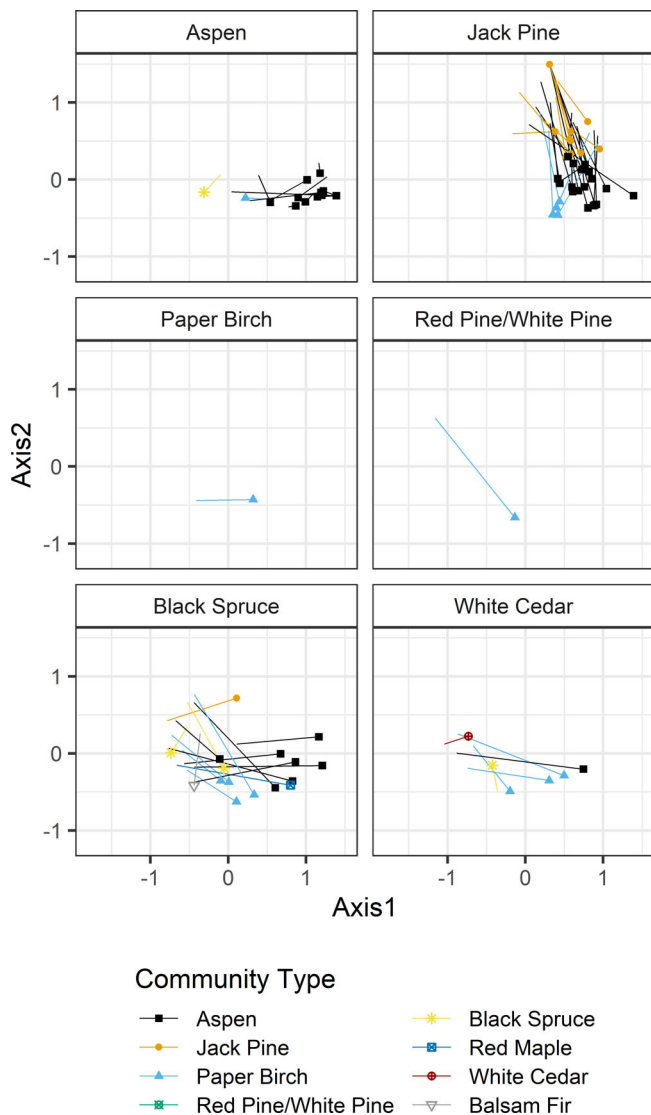 Aspen Jack Pine
1
0
-1
Paper Birch Red Pine/White Pine
1
0
-1
Axis2
Black Spruce White Cedar
1
0
-1
-1 0 1 -1 0 1
Axis1
Community Type
Aspen Black Spruce
Jack Pine Red Maple
Paper Birch White Cedar
Red Pine/White Pine Balsam Fir